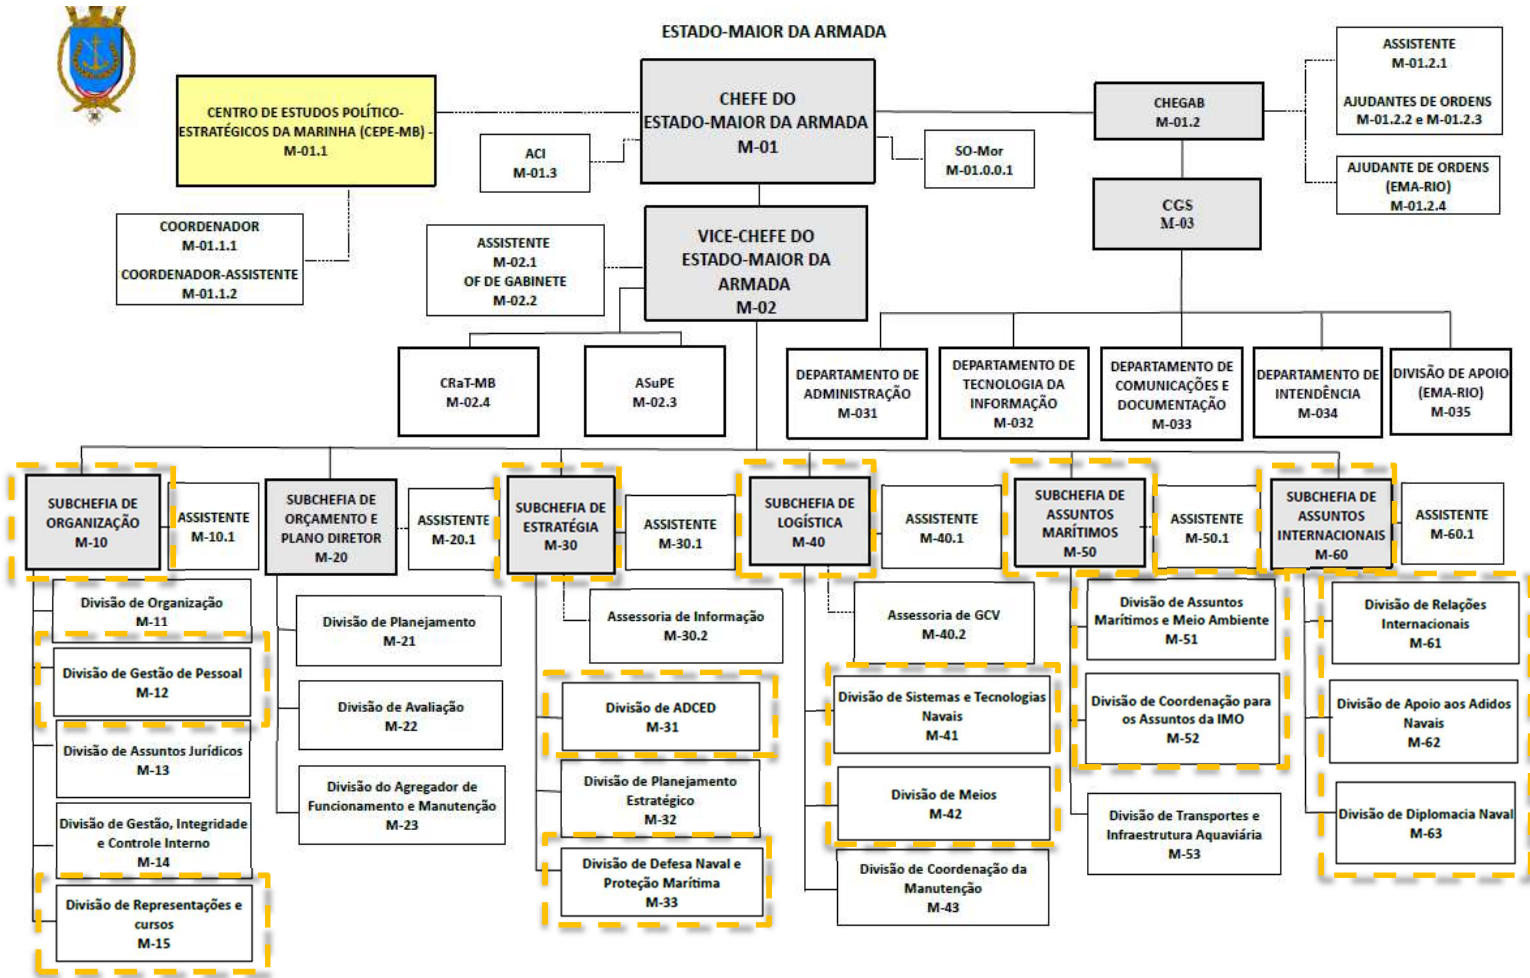 ESTADO-MAIOR DA ARMADA
CENTRO DE ESTUDOS POLÍTICO-
ESTRATÉGICOS DA MARINHA (CEPE-MB) -
M-01.1
CHEFE DO
ESTADO-MAIOR DA ARMADA
M-01
CHEGAB
M-01.2
ASSISTENTE
M-01.2.1
AJUDANTES DE ORDENS
M-01.2.2 e M-01.2.3
ACI
M-01.3
SO-Mor
M-01.0.0.1
AJUDANTE DE ORDENS
(EMA-RIO)
M-01.2.4
CGS
M-03
COORDENADOR
M-01.1.1
COORDENADOR-ASSISTENTE
M-01.1.2
ASSISTENTE
M-02.1
OF DE GABINETE
M-02.2
VICE-CHEFE DO
ESTADO-MAIOR DA
ARMADA
M-02
CRaT-MB
M-02.4
ASuPE
M-02.3
DEPARTAMENTO DE
ADMINISTRAÇÃO
M-031
DEPARTAMENTO DE
TECNOLOGIA DA
INFORMAÇÃO
M-032
DEPARTAMENTO DE
COMUNICAÇÕES E
DOCUMENTAÇÃO
M-033
DEPARTAMENTO DE
INTENDÊNCIA
M-034
DIVISÃO DE APOIO
(EMA-RIO)
M-035
SUBCHEFIA DE
ORGANIZAÇÃO
M-10
ASSISTENTE
M-10.1
SUBCHEFIA DE
ORÇAMENTO E
PLANO DIRETOR
M-20
ASSISTENTE
M-20.1
SUBCHEFIA DE
ESTRATÉGIA
M-30
ASSISTENTE
M-30.1
SUBCHEFIA DE
LOGÍSTICA
M-40
ASSISTENTE
M-40.1
SUBCHEFIA DE
ASSUNTOS
MARÍTIMOS
M-50
ASSISTENTE
M-50.1
SUBCHEFIA DE
ASSUNTOS
INTERNACIONAIS
M-60
ASSISTENTE
M-60.1
Divisão de Organização
M-11
Divisão de Gestão de Pessoal
M-12
Divisão de Assuntos Jurídicos
M-13
Divisão de Gestão, Integridade
e Controle Interno
M-14
Divisão de Representações e
cursos
M-15
Divisão de Planejamento
M-21
Divisão de Avaliação
M-22
Divisão do Agregador de
Funcionamento e Manutenção
M-23
Assessoria de Informação
M-30.2
Divisão de ADCED
M-31
Divisão de Planejamento
Estratégico
M-32
Divisão de Defesa Naval e
Proteção Marítima
M-33
Assessoria de GCV
M-40.2
Divisão de Sistemas e Tecnologias
Navais
M-41
Divisão de Meios
M-42
Divisão de Coordenação da
Manutenção
M-43
Divisão de Assuntos
Marítimos e Meio Ambiente
M-51
Divisão de Coordenação para
os Assuntos da IMO
M-52
Divisão de Transportes e
Infraestrutura Aquaviária
M-53
Divisão de Relações
Internacionais
M-61
Divisão de Apoio aos Adidos
Navais
M-62
Divisão de Diplomacia Naval
M-63